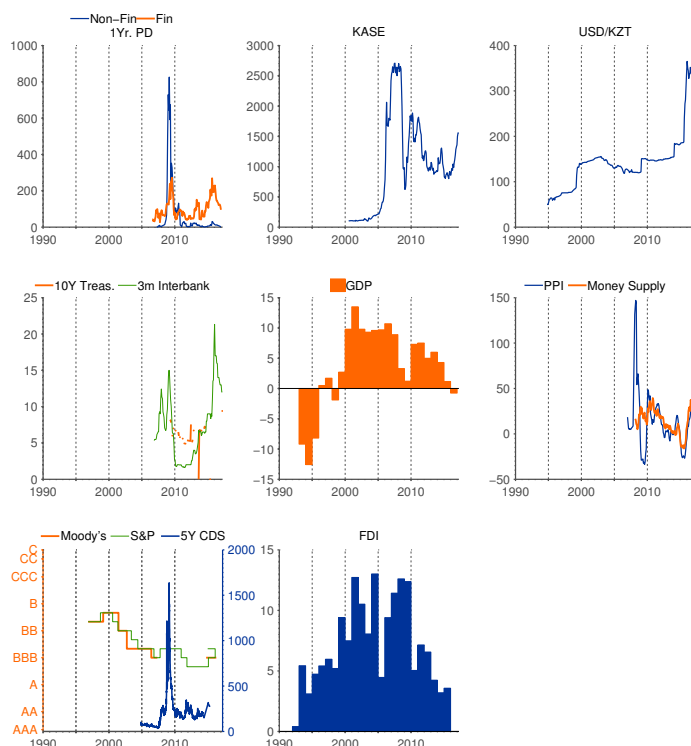 Non−Fin Fin
1Yr. PD
1000
800
600
400
200
0
1990 2000 2010
KASE
3000
2500
2000
1500
1000
500
0
1990 2000 2010
USD/KZT
400
300
200
100
0
1990 2000 2010
10Y Treas. 3m Interbank
25
20
15
10
5
0
1990 2000 2010
GDP
15
10
5
0
−5
−10
−15
1990 2000 2010
PPI Money Supply
150
100
50
0
−50
1990 2000 2010
Moody's S&P 5Y CDS
C
CC
CCC
B
BB
BBB
A
AA
AAA
2000
1500
1000
500
0
1990 2000 2010
FDI
15
10
5
0
1990 2000 2010